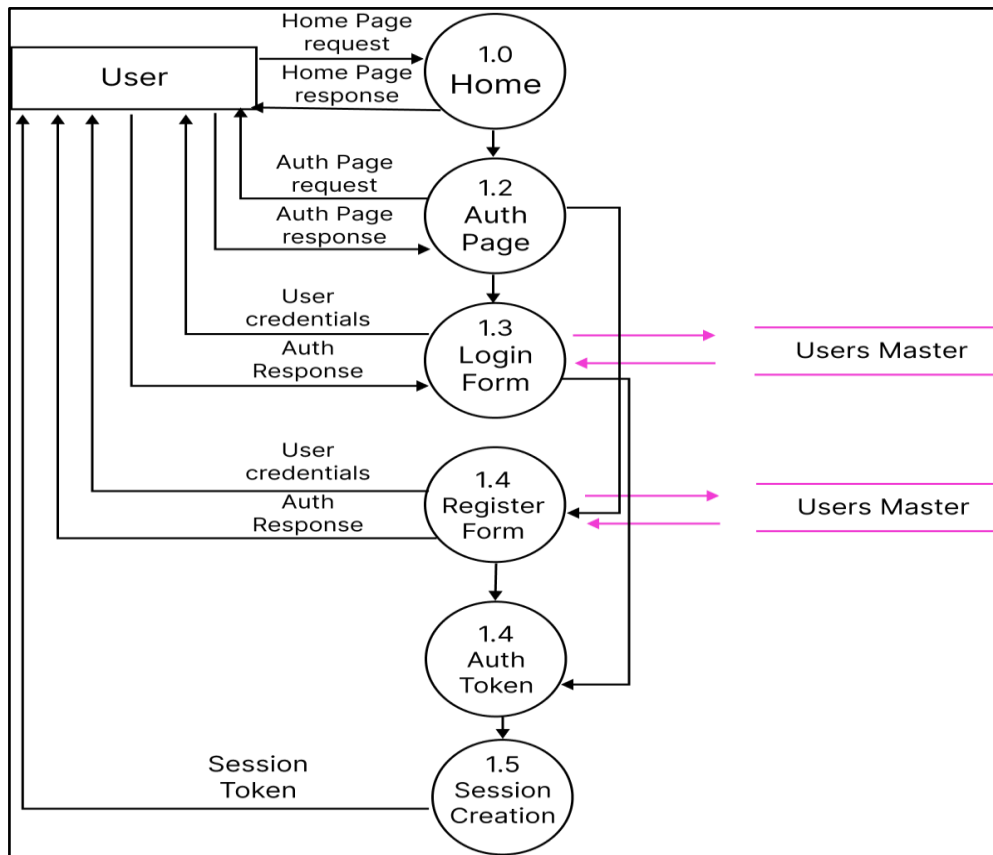 Home Page
request
User
Home Page
response
1.0
Home
Auth Page
request
Auth Page
response
1.2
Auth
Page
User
credentials
Auth
Response
1.3
Login
Form
Users Master
User
credentials
Auth
Response
1.4
Register
Form
Users Master
1.4
Auth
Token
Session
Token
1.5
Session
Creation